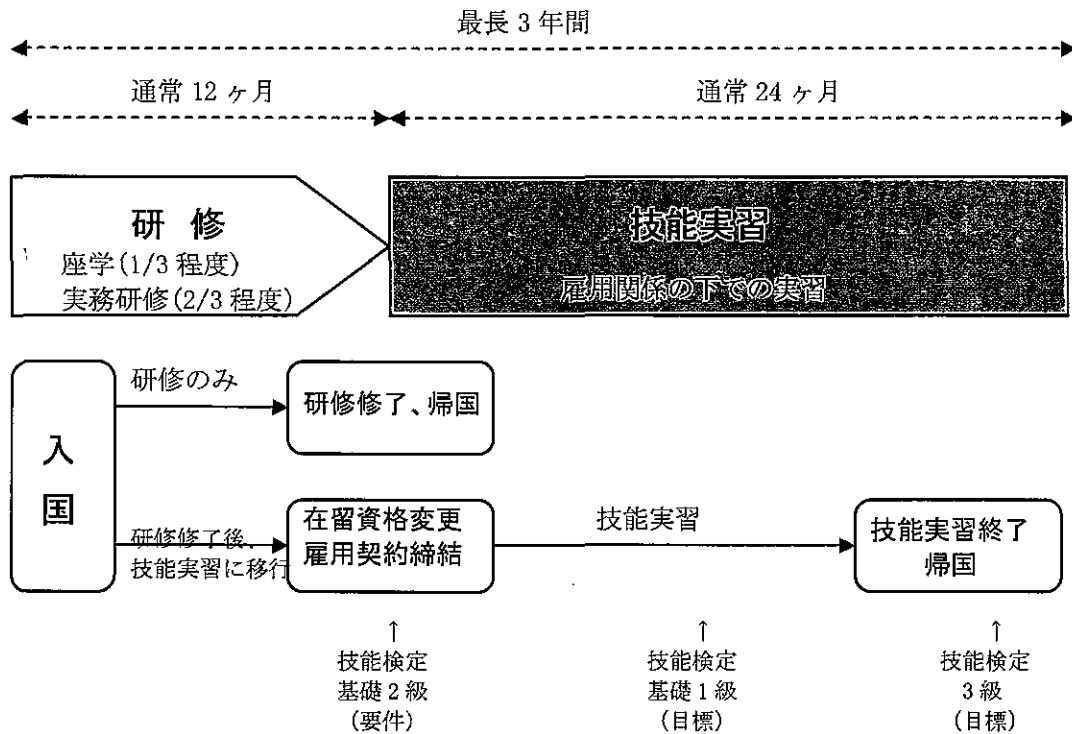 最長 3 年間
通常 12 ヶ月
通常 24 ヶ月
研 修
座学(1/3 程度)
実務研修(2/3 程度)
技能実習
雇用関係の下での実習
入
国
研修のみ
研修修了、帰国
研修修了後、
技能実習に移行
在留資格変更
雇用契約締結
技能実習
技能実習終了
帰国
↑
技能検定
基礎 2 級
(要件)
↑
技能検定
基礎 1 級
(目標)
↑
技能検定
3 級
(目標)